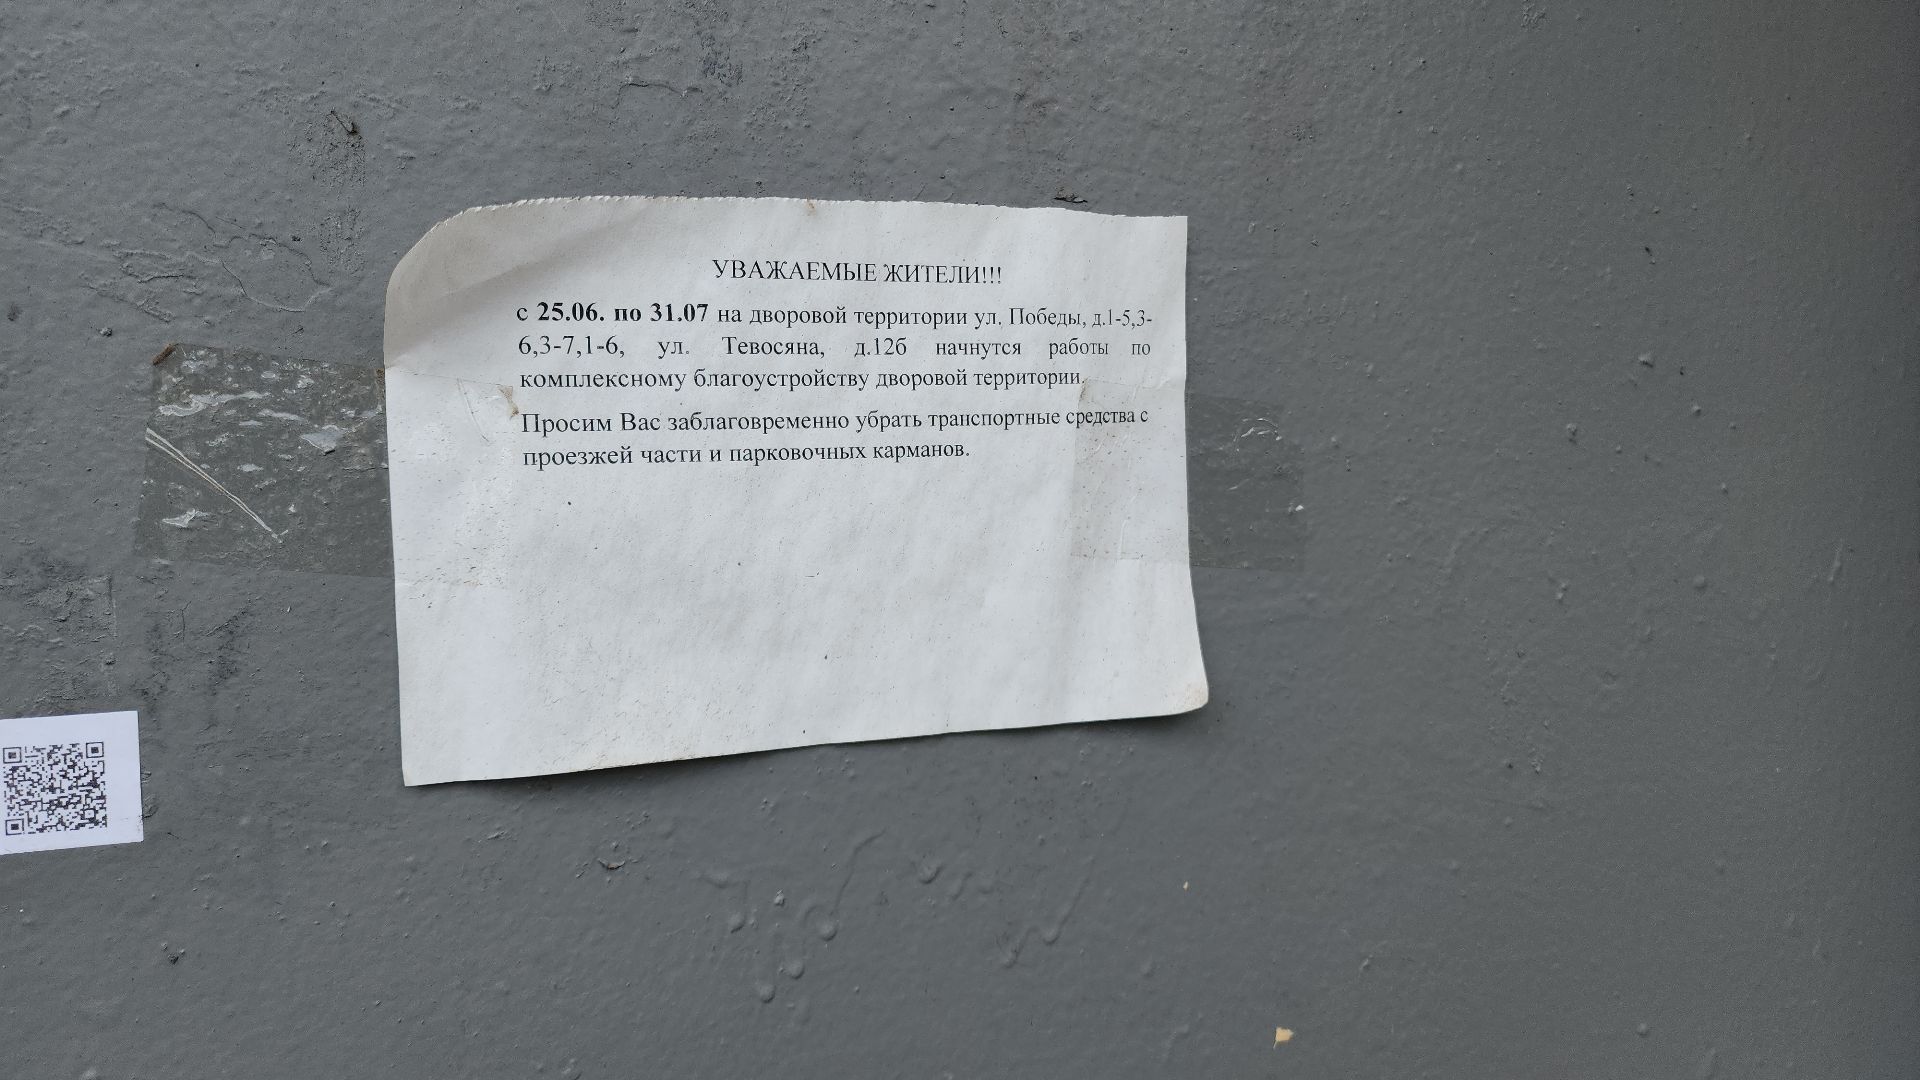 УВАЖАЕМЫЕ ЖИТЕЛИ!!!
с 25.06. по 31.07 на дворовой территории ул. Победы, д.1-5,3-
6,3-7,1-6, ул. Тевосяна, д.12б начнутся работы по
комплексному благоустройству дворовой территории.
Просим Вас заблаговременно убрать транспортные средства с
проезжей части и парковочных карманов.